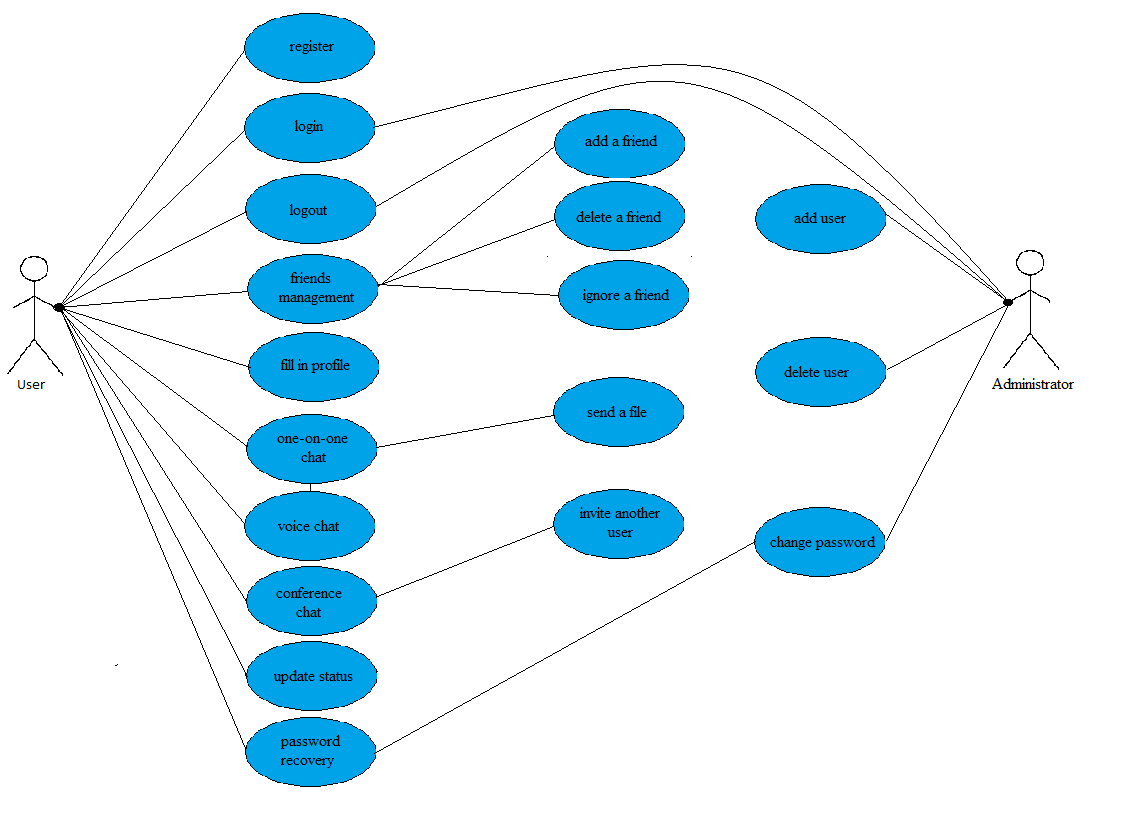 register
login
logout
friends
management
fill in profile
one-on-one
chat
voice chat
conference
chat
update status
password
recovery
add a friend
delete a friend
ignore a friend
send a file
invite another
user
add user
delete user
change password
User
Administrator